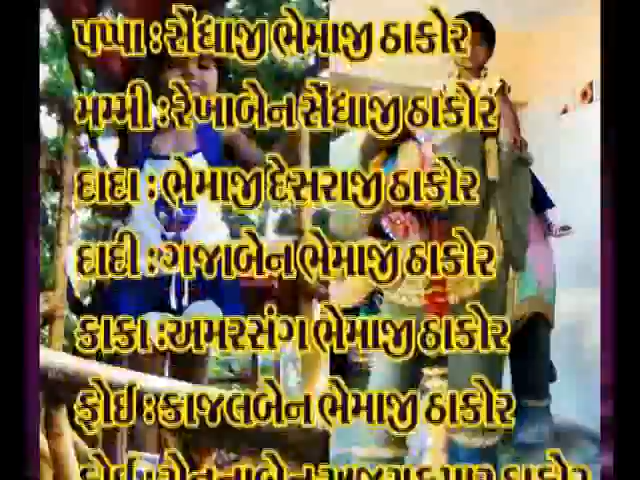 પપ્પા : સેંધાજી ભેમાજી ઠાકોર
મમ્મી : રેખાબેન સેંધાજી ઠાકોર
દાદા : ભેમાજી દેસરાજી ઠાકોર
દાદી : ગજાબેન ભેમાજી ઠાકોર
કાકા : અમરસંગ ભેમાજી ઠાકોર
ફોઈ : કાજલબેન ભેમાજી ઠાકોર
ફોઈ : ઠાકોર